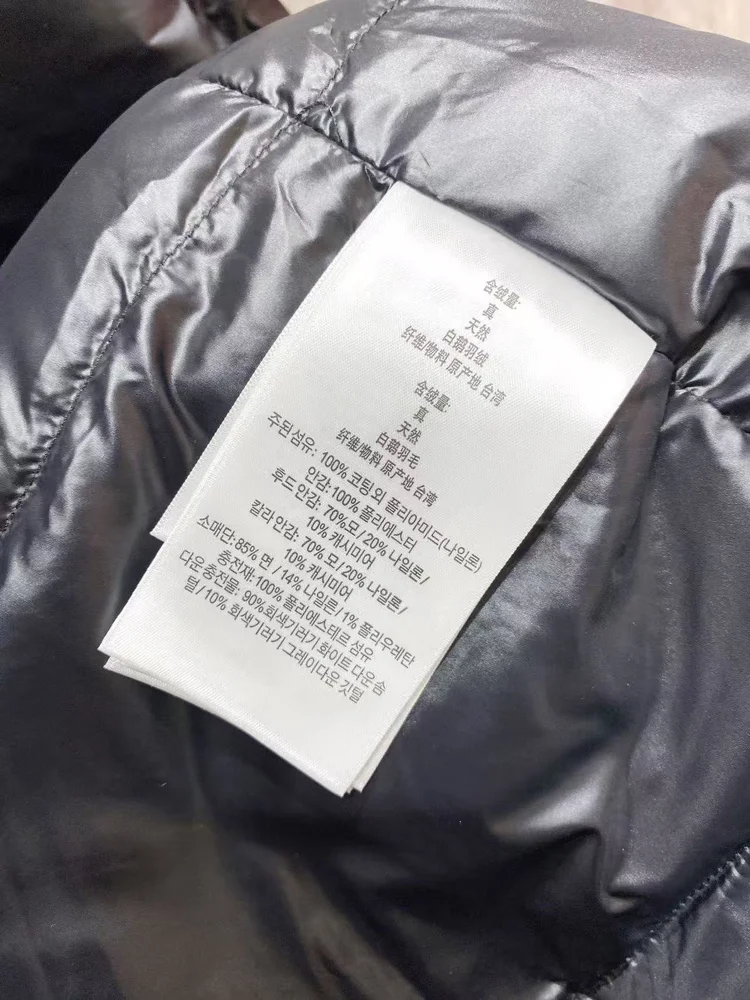 含绒量:
真
天然
白鹅羽绒
纤维/物料 原产地 台湾
含绒量:
真
天然
白鹅羽毛
纤维/物料 原产地 台湾
주된섬유: 100% 코팅 외 폴리아미드(나일론)
안감:100% 폴리에스터
후드 안감: 70%모 / 20% 나일론/
10% 캐시미어
칼라 안감: 70% 모/ 20% 나일론/
10% 캐시미어
소매단:85% 면 / 14% 나일론/ 1% 폴리우레탄
충전재:100% 폴리에스테르 섬유
다운 충전물: 90%회색기러기 화이트 다운 솜
털 / 10% 회색기러기 그레이다운 깃털